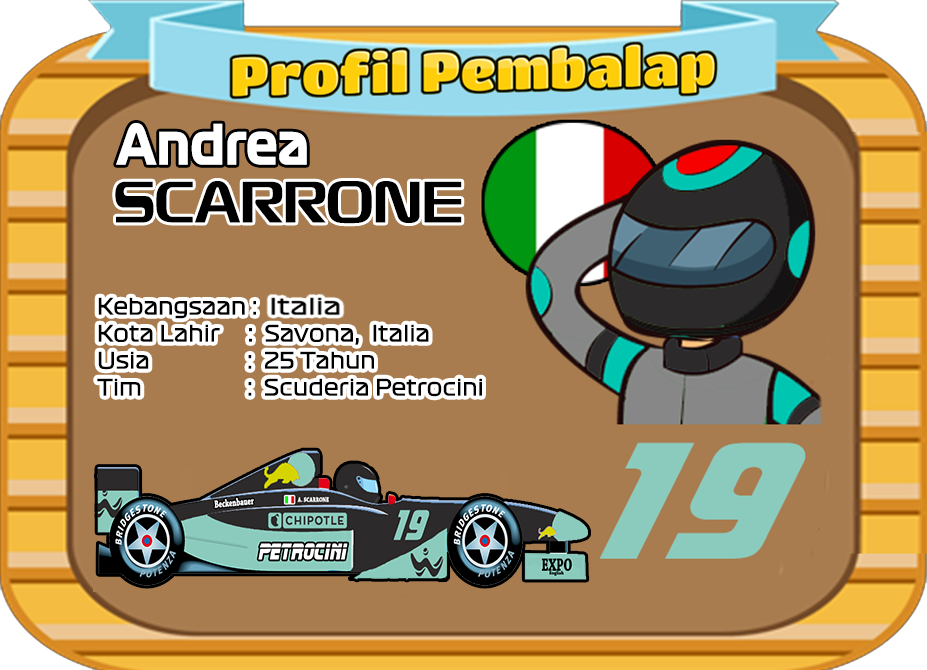 Profil Pembalap
Andrea
SCARRONE
Kebangsaan : Italia
Kota Lahir : Savona, Italia
Usia : 25 Tahun
Tim : Scuderia Petrocini
19
Beckenbauer
A. SCARRONE
CHIPOTLE
19
PETROCINI
BRIDGESTONE
POTENZA
BRIDGESTONE
POTENZA
EXPO
English